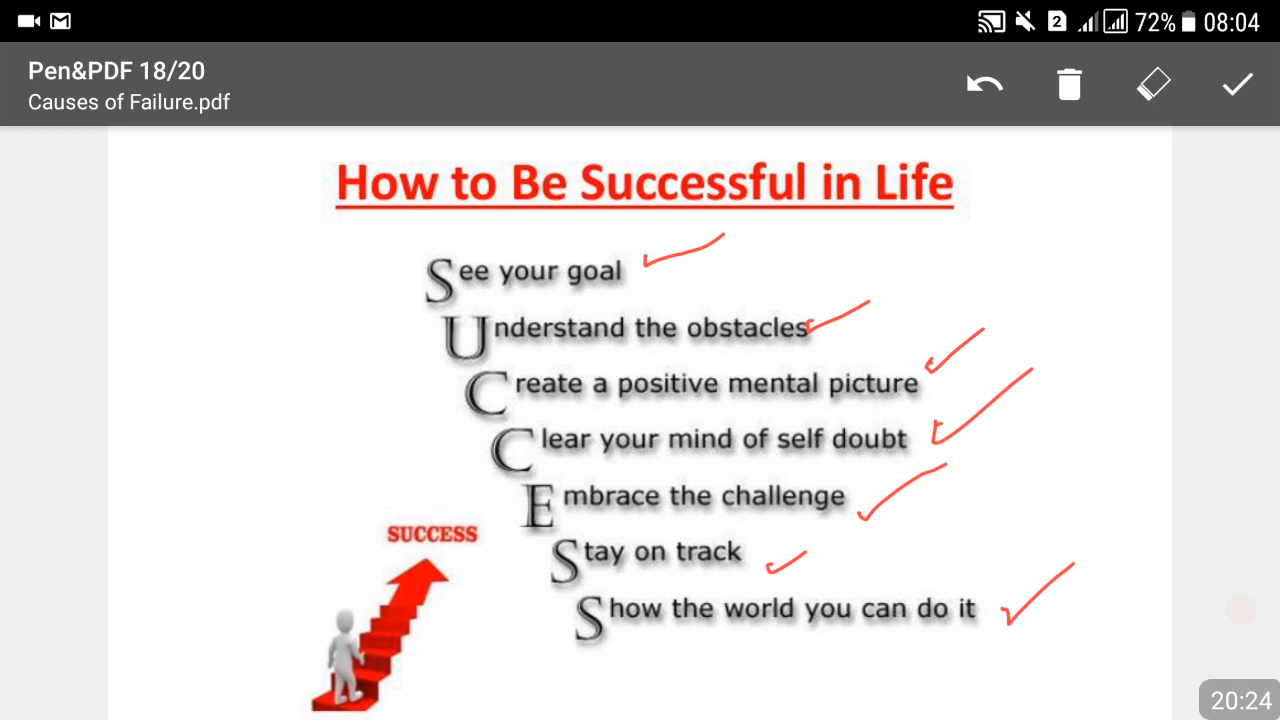 2 72% 08:04
Pen&PDF 18/20
Causes of Failure.pdf
How to Be Successful in Life
See your goal
Understand the obstacles
Create a positive mental picture
Clear your mind of self doubt
Embrace the challenge
SUCCESS
Stay on track
Show the world you can do it
20:24